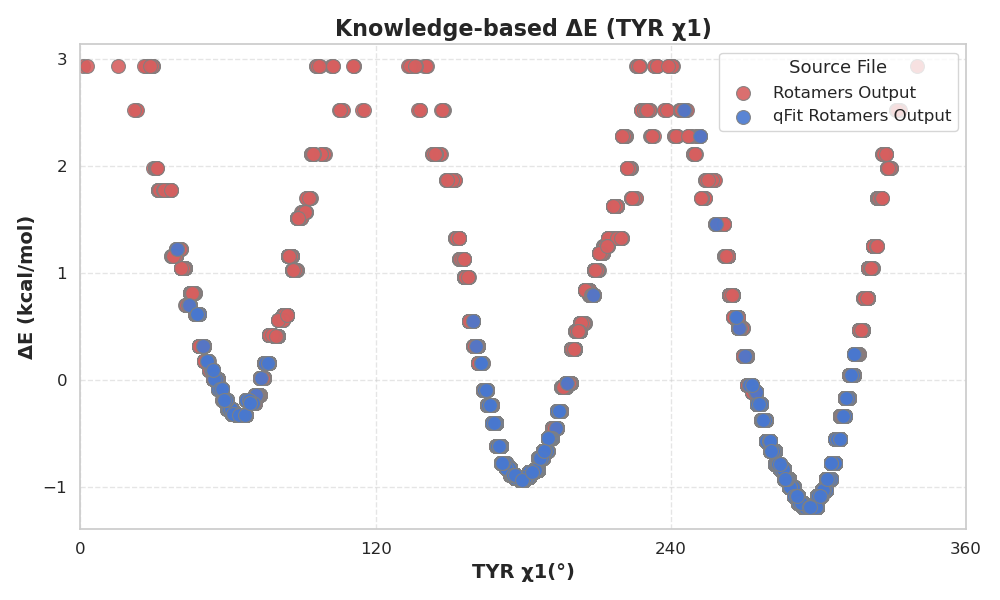 Knowledge-based ΔE (TYR χ1)
Source File
Rotamers Output
qFit Rotamers Output
ΔE (kcal/mol)
3
2
1
0
−1
0 120 240 360
TYR χ1(°)